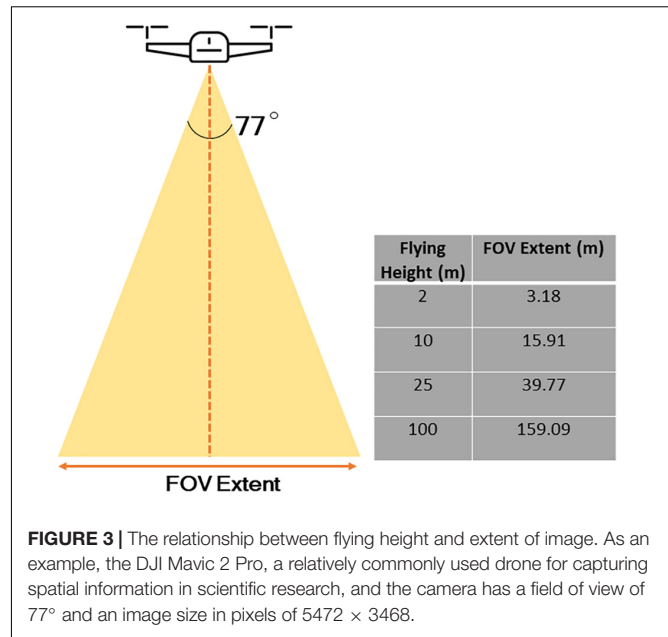 77°
Flying Height (m) FOV Extent (m)
2 3.18
10 15.91
25 39.77
100 159.09
FOV Extent
FIGURE 3 | The relationship between flying height and extent of image. As an
example, the DJI Mavic 2 Pro, a relatively commonly used drone for capturing
spatial information in scientific research, and the camera has a field of view of
77° and an image size in pixels of 5472 × 3468.